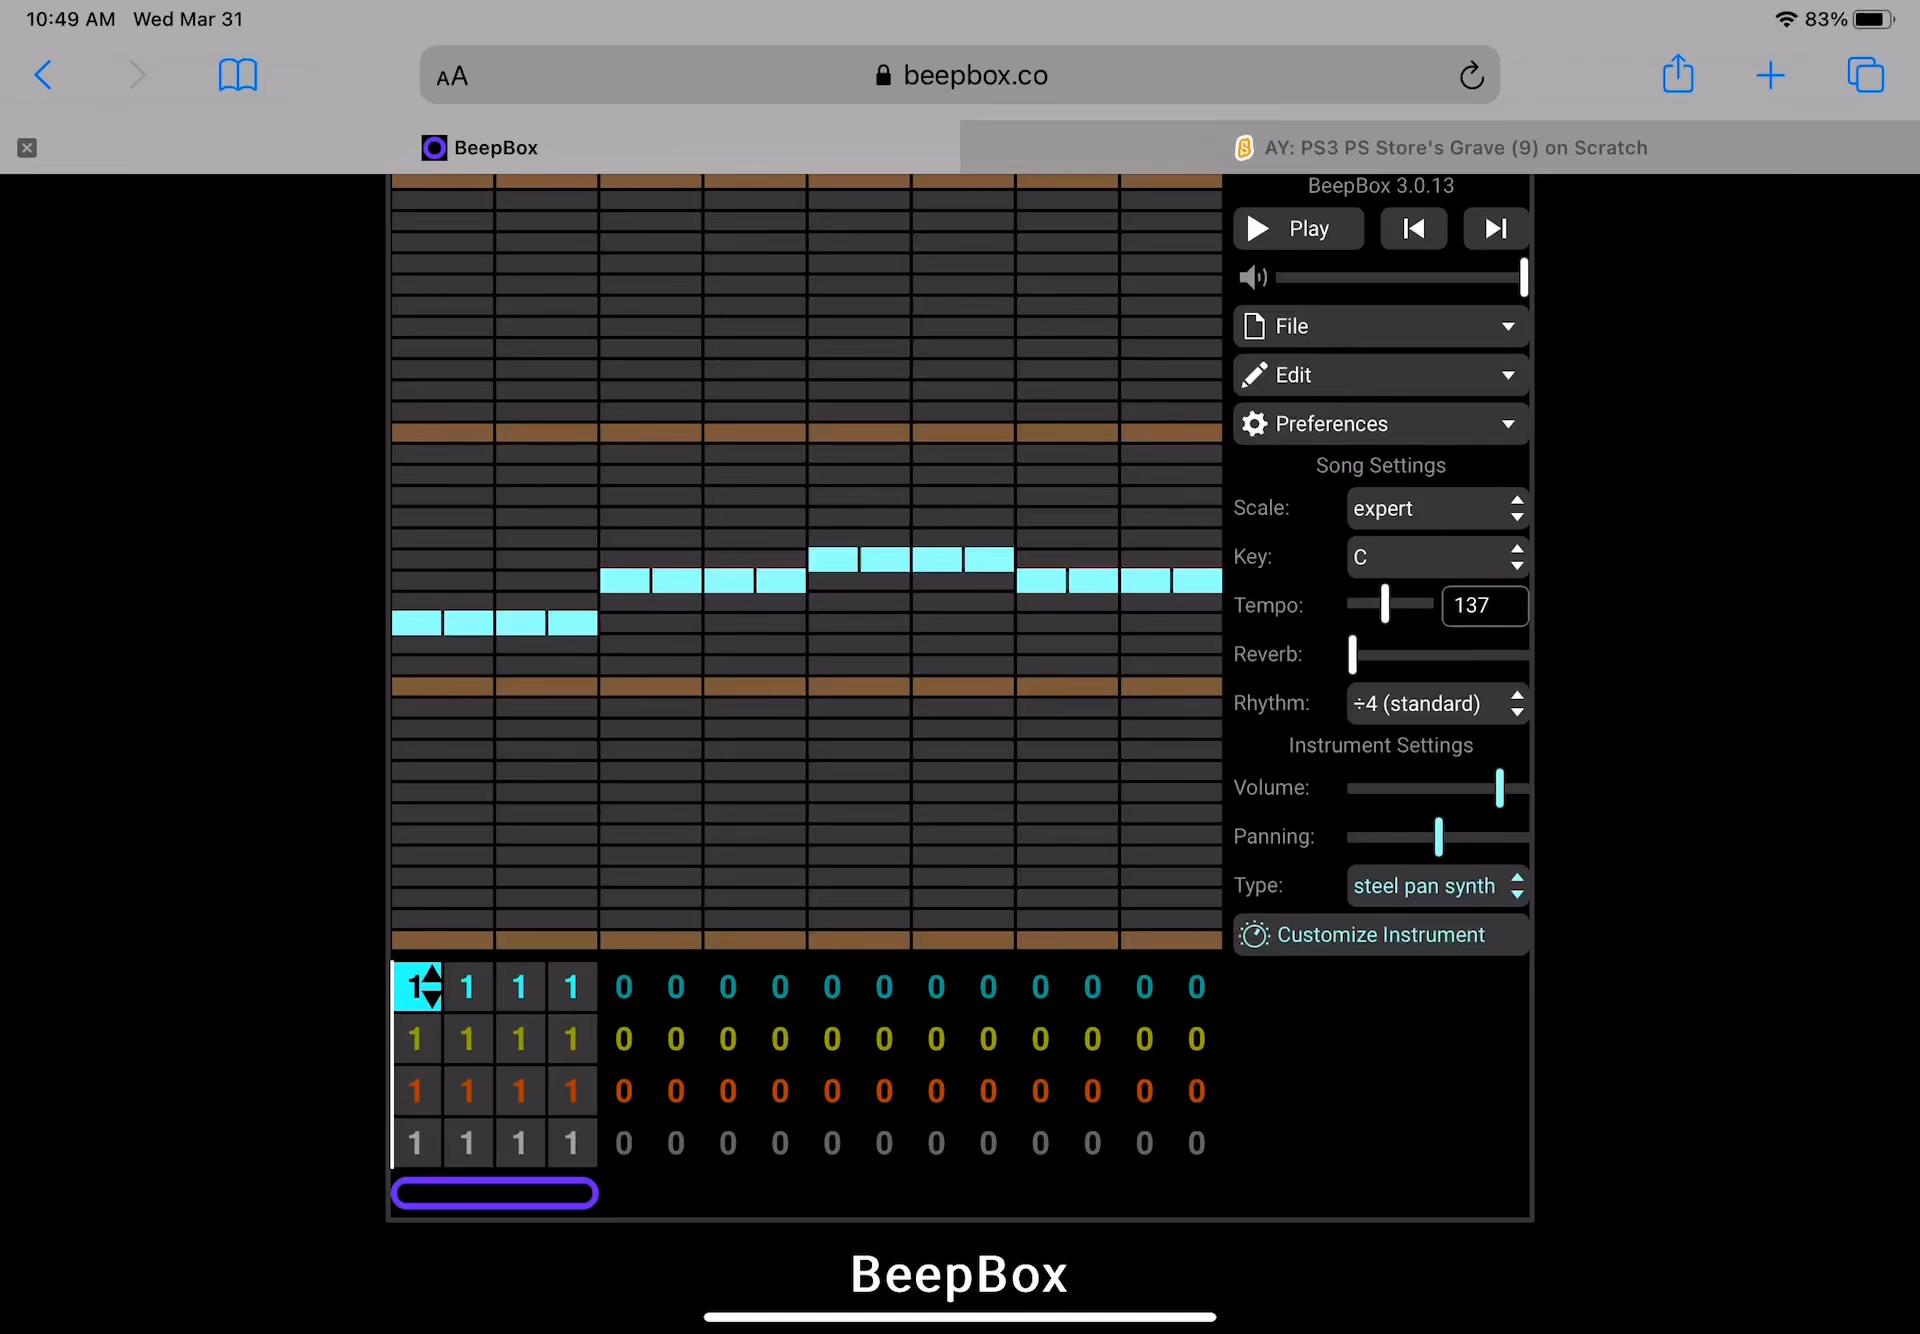 10:49 AM Wed Mar 31
83%
AA
beepbox.co
BeepBox
AY: PS3 PS Store's Grave (9) on Scratch
BeepBox 3.0.13
Play
File
Edit
Preferences
Song Settings
Scale: expert
Key: C
Tempo: 137
Reverb:
Rhythm: ÷4 (standard)
Instrument Settings
Volume:
Panning:
Type: steel pan synth
Customize Instrument
1 1 1 1 0 0 0 0 0 0 0 0 0 0 0 0
1 1 1 1 0 0 0 0 0 0 0 0 0 0 0 0
1 1 1 1 0 0 0 0 0 0 0 0 0 0 0 0
1 1 1 1 0 0 0 0 0 0 0 0 0 0 0 0
BeepBox